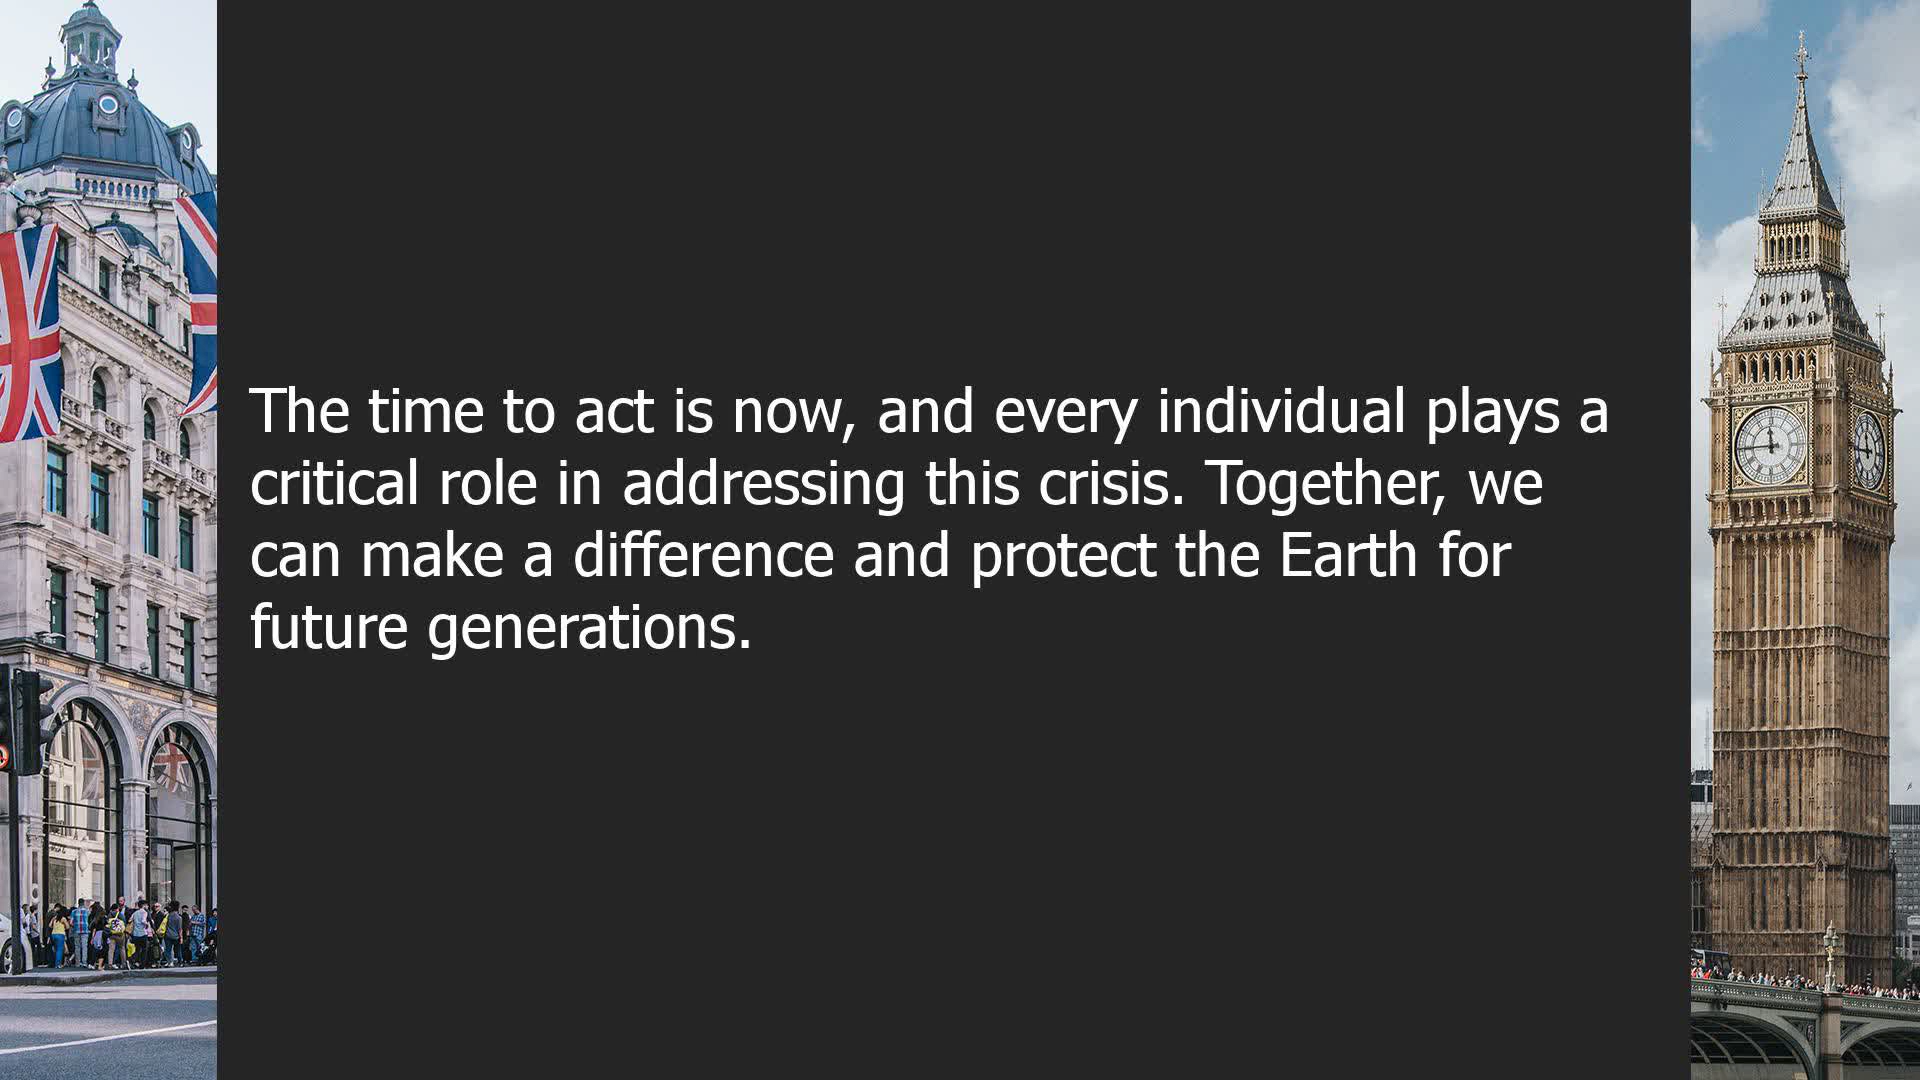 The time to act is now, and every individual plays a
critical role in addressing this crisis. Together, we
can make a difference and protect the Earth for
future generations.